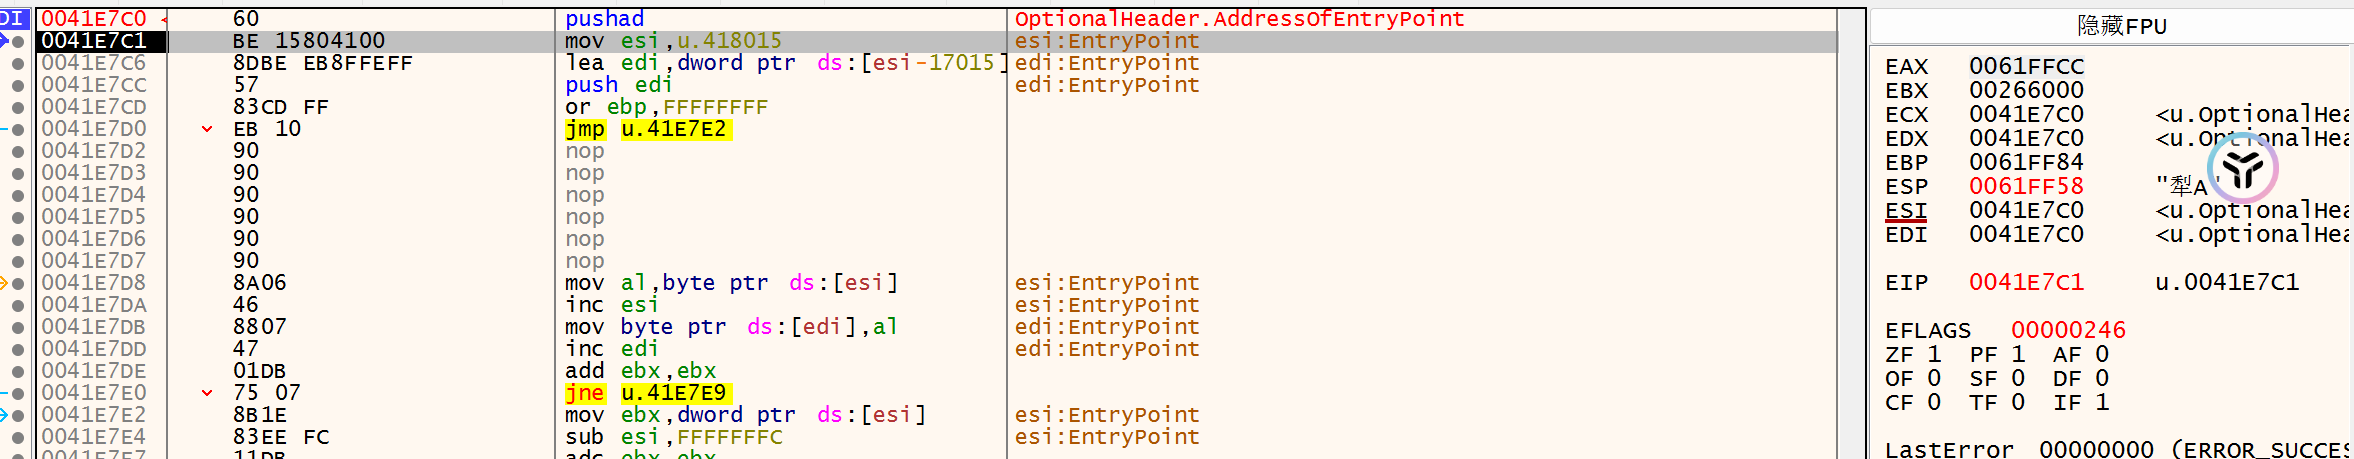 DI 0041E7C0 60 pushad OptionalHeader.AddressOfEntryPoint
0041E7C1 BE 15804100 mov esi,u.418015 esi:EntryPoint
0041E7C6 8DBE EB8FFEFF lea edi,dword ptr ds:[esi-17015] edi:EntryPoint
0041E7CC 57 push edi edi:EntryPoint
0041E7CD 83CD FF or ebp,FFFFFFFF
0041E7D0 EB 10 jmp u.41E7E2
0041E7D2 90 nop
0041E7D3 90 nop
0041E7D4 90 nop
0041E7D5 90 nop
0041E7D6 90 nop
0041E7D7 90 nop
0041E7D8 8A06 mov al,byte ptr ds:[esi] esi:EntryPoint
0041E7DA 46 inc esi esi:EntryPoint
0041E7DB 8807 mov byte ptr ds:[edi],al edi:EntryPoint
0041E7DD 47 inc edi edi:EntryPoint
0041E7DE 01DB add ebx,ebx
0041E7E0 75 07 jne u.41E7E9
0041E7E2 8B1E mov ebx,dword ptr ds:[esi] esi:EntryPoint
0041E7E4 83EE FC sub esi,FFFFFFFC esi:EntryPoint
0041E7E7 11DB adc ebx,ebx
隐藏FPU
EAX 0061FFCC
EBX 00266000
ECX 0041E7C0 <u.OptionalHea
EDX 0041E7C0 <u.OptionalHea
EBP 0061FF84
ESP 0061FF58 "犁A"
ESI 0041E7C0 <u.OptionalHea
EDI 0041E7C0 <u.OptionalHea
EIP 0041E7C1 u.0041E7C1
EFLAGS 00000246
ZF 1 PF 1 AF 0
OF 0 SF 0 DF 0
CF 0 TF 0 IF 1
LastError 00000000 (ERROR_SUCCES